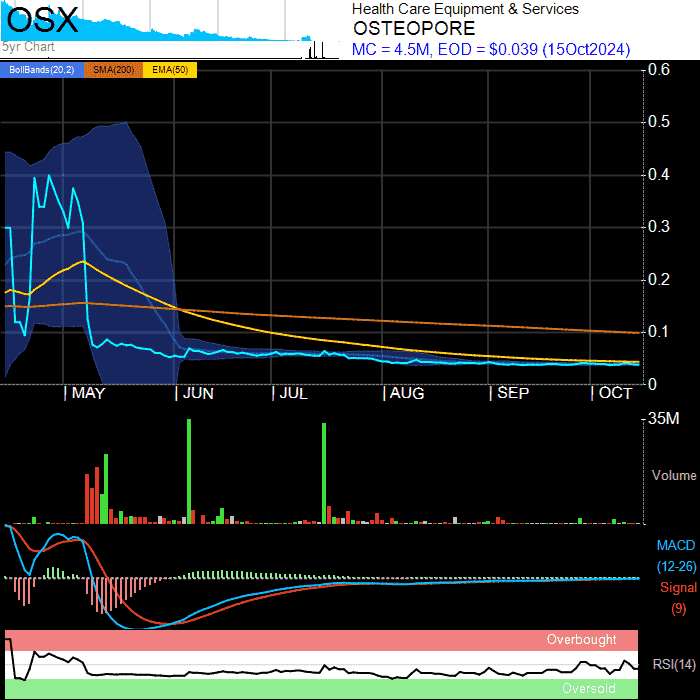 OSX
5yr Chart
Health Care Equipment & Services
OSTEOPORE
MC = 4.5M, EOD = $0.039 (15Oct2024)
BollBands(20,2) SMA(200) EMA(50)
0.6
0.5
0.4
0.3
0.2
0.1
0
| MAY | JUN | JUL | AUG | SEP | OCT
35M
Volume
MACD
(12-26)
Signal
(9)
Overbought
RSI(14)
Oversold